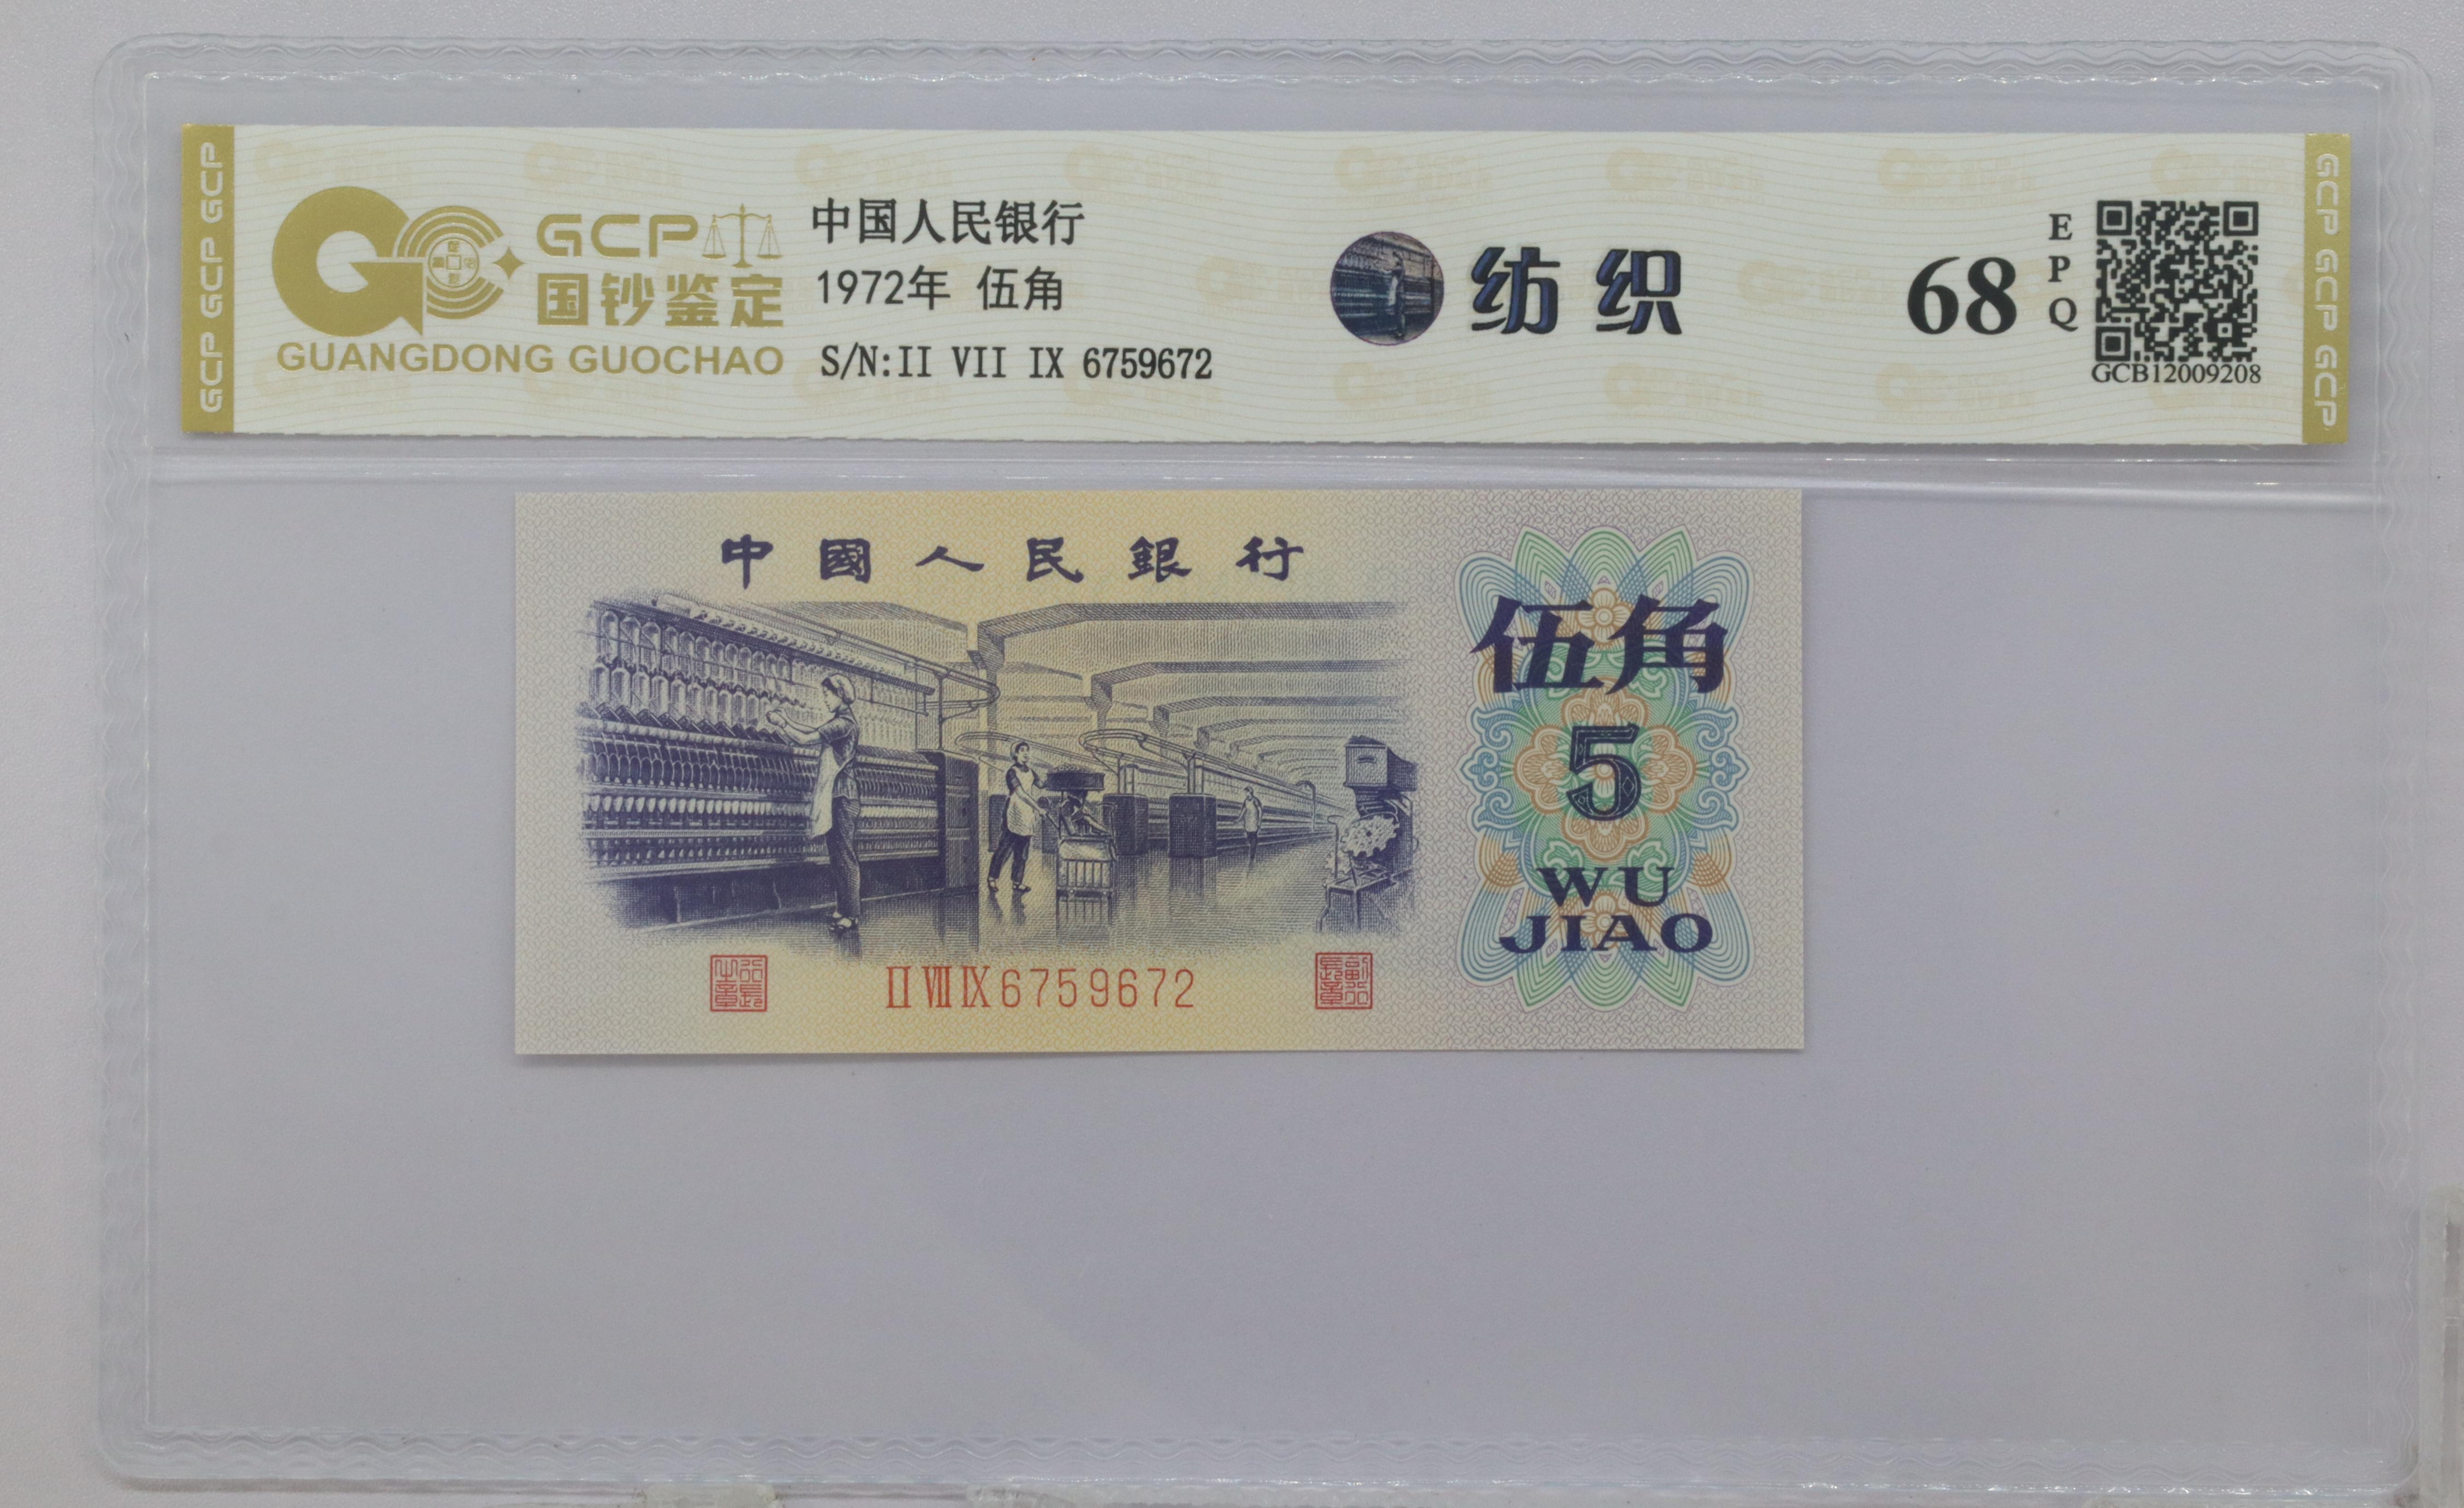 GCP GCP GCP
GCP
国钞鉴定
GUANGDONG GUOCHAO
中国人民银行
1972年 伍角
S/N:II VII IX 6759672
纺织
68
EPQ
GCB12009208
GCP GCP GCP
中國人民銀行
伍角
5
WU
JIAO
II VII IX 6759672